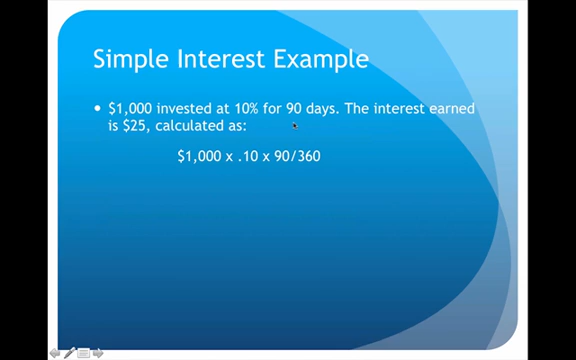 Simple Interest Example
• $1,000 invested at 10% for 90 days. The interest earned
is $25, calculated as:
$1,000 x .10 x 90/360